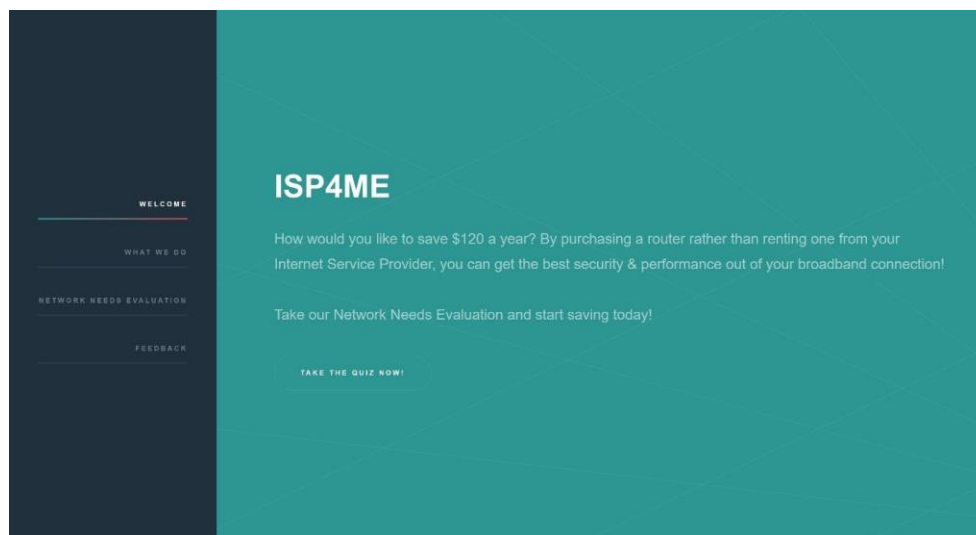 WELCOME
WHAT WE DO
NETWORK NEEDS EVALUATION
FEEDBACK
ISP4ME
How would you like to save $120 a year? By purchasing a router rather than renting one from your
Internet Service Provider, you can get the best security & performance out of your broadband connection!
Take our Network Needs Evaluation and start saving today!
TAKE THE QUIZ NOW!